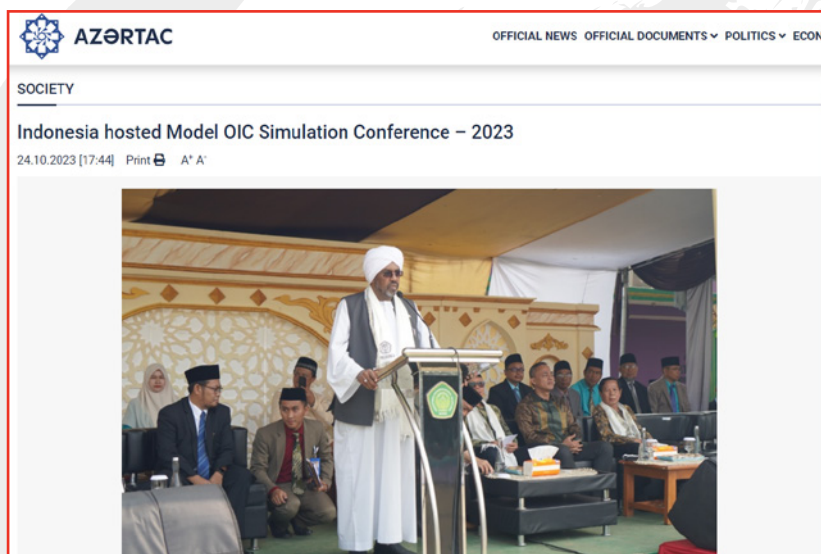 AZƏRTAC
OFFICIAL NEWS OFFICIAL DOCUMENTS POLITICS ECON
SOCIETY
Indonesia hosted Model OIC Simulation Conference – 2023
24.10.2023 [17:44] Print A+ A-